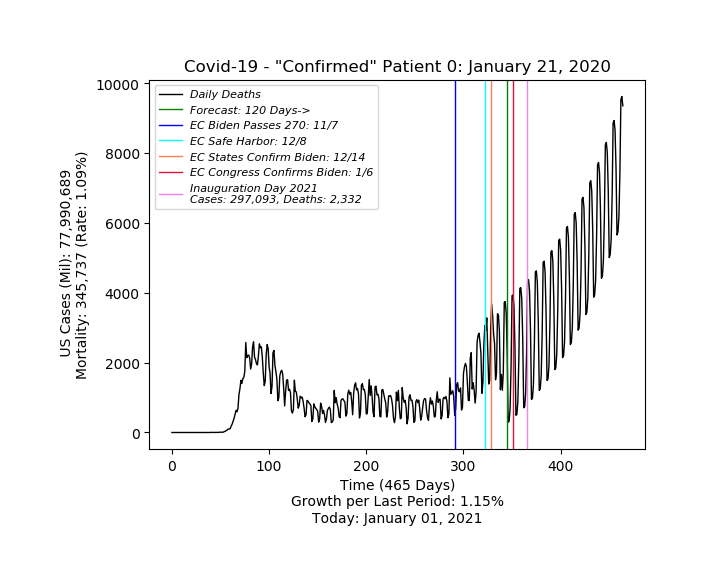 Covid-19 - "Confirmed" Patient 0: January 21, 2020
10000
8000
6000
4000
2000
0
US Cases (Mil): 77,990,689
Mortality: 345,737 (Rate: 1.09%)
Daily Deaths
Forecast: 120 Days->
EC Biden Passes 270: 11/7
EC Safe Harbor: 12/8
EC States Confirm Biden: 12/14
EC Congress Confirms Biden: 1/6
Inauguration Day 2021
Cases: 297,093, Deaths: 2,332
0 100 200 300 400
Time (465 Days)
Growth per Last Period: 1.15%
Today: January 01, 2021